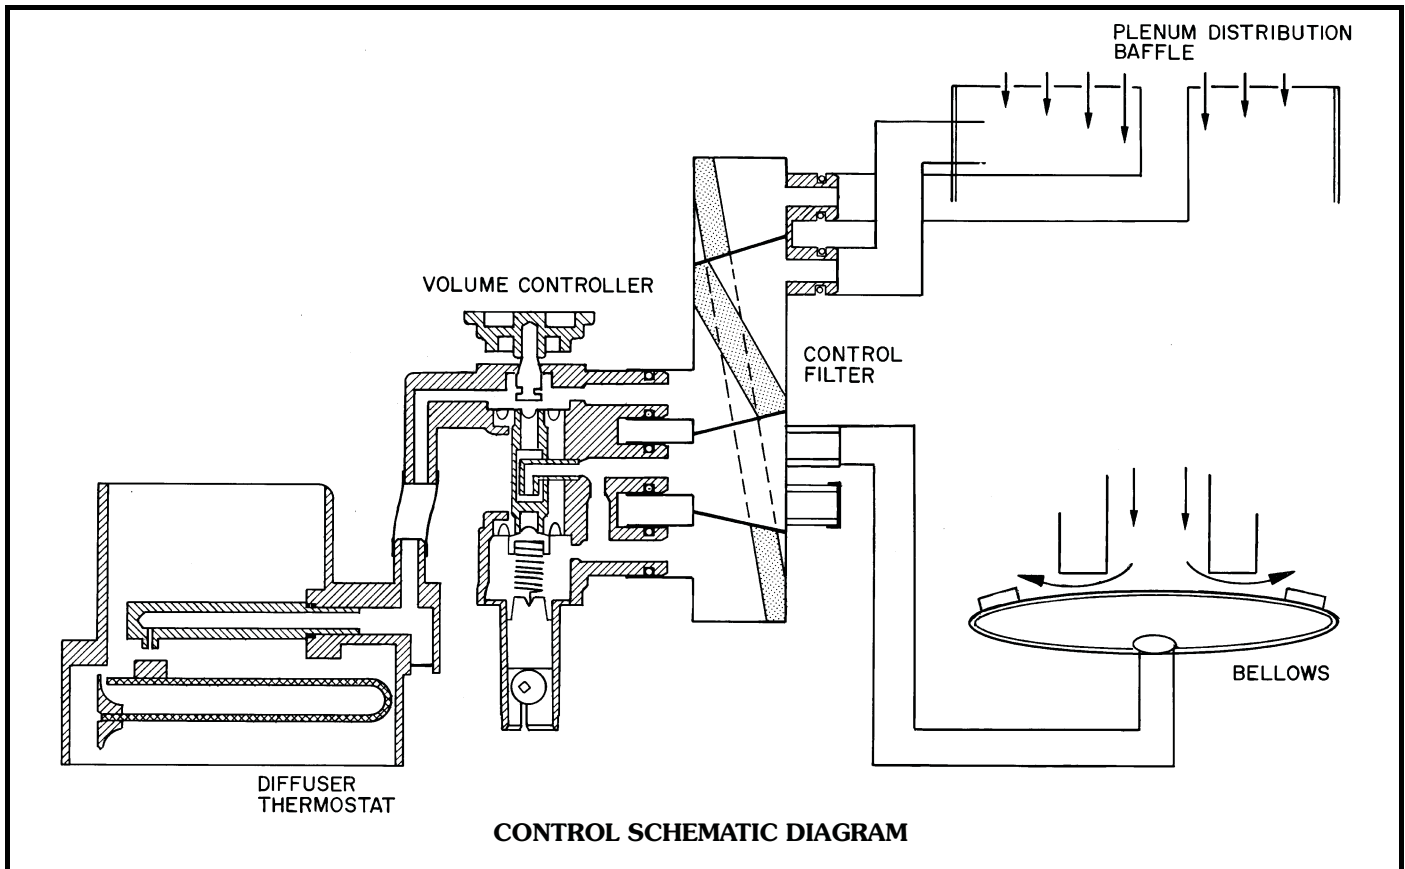 PLENUM DISTRIBUTION
BAFFLE
VOLUME CONTROLLER
CONTROL
FILTER
BELLOWS
DIFFUSER
THERMOSTAT
CONTROL SCHEMATIC DIAGRAM